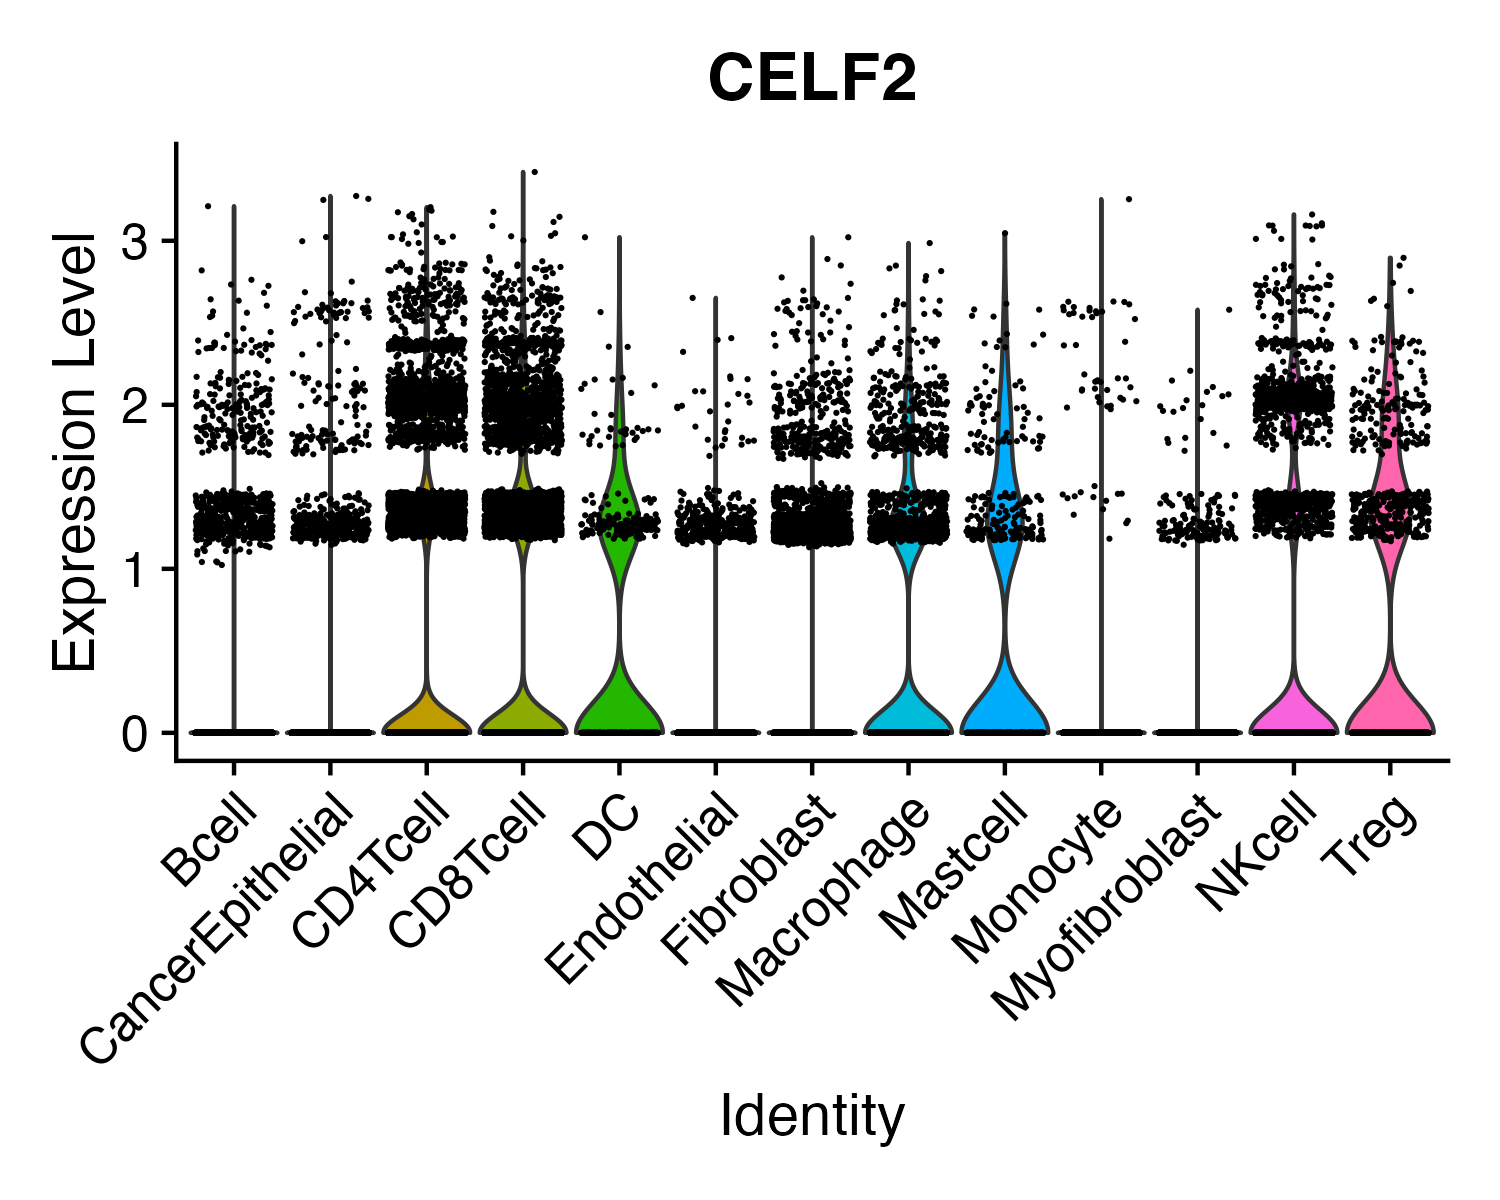 CELF2
Expression Level
3
2
1
0
Bcell
CancerEpithelial
CD4Tcell
CD8Tcell
DC
Endothelial
Fibroblast
Macrophage
Mastcell
Monocyte
Myofibroblast
NKcell
Treg
Identity